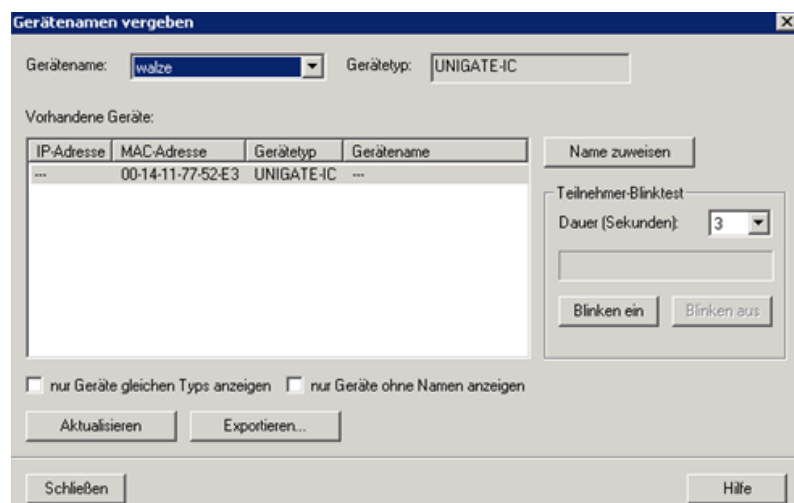 Gerätenamen vergeben
Gerätename: walze Gerätetyp: UNIGATE-IC
Vorhandene Geräte:
IP-Adresse MAC-Adresse Gerätetyp Gerätename
--- 00-14-11-77-52-E3 UNIGATE-IC ---
Name zuweisen
Teilnehmer-Blinktest
Dauer (Sekunden): 3
Blinken ein Blinken aus
nur Geräte gleichen Typs anzeigen nur Geräte ohne Namen anzeigen
Aktualisieren Exportieren...
Schließen Hilfe